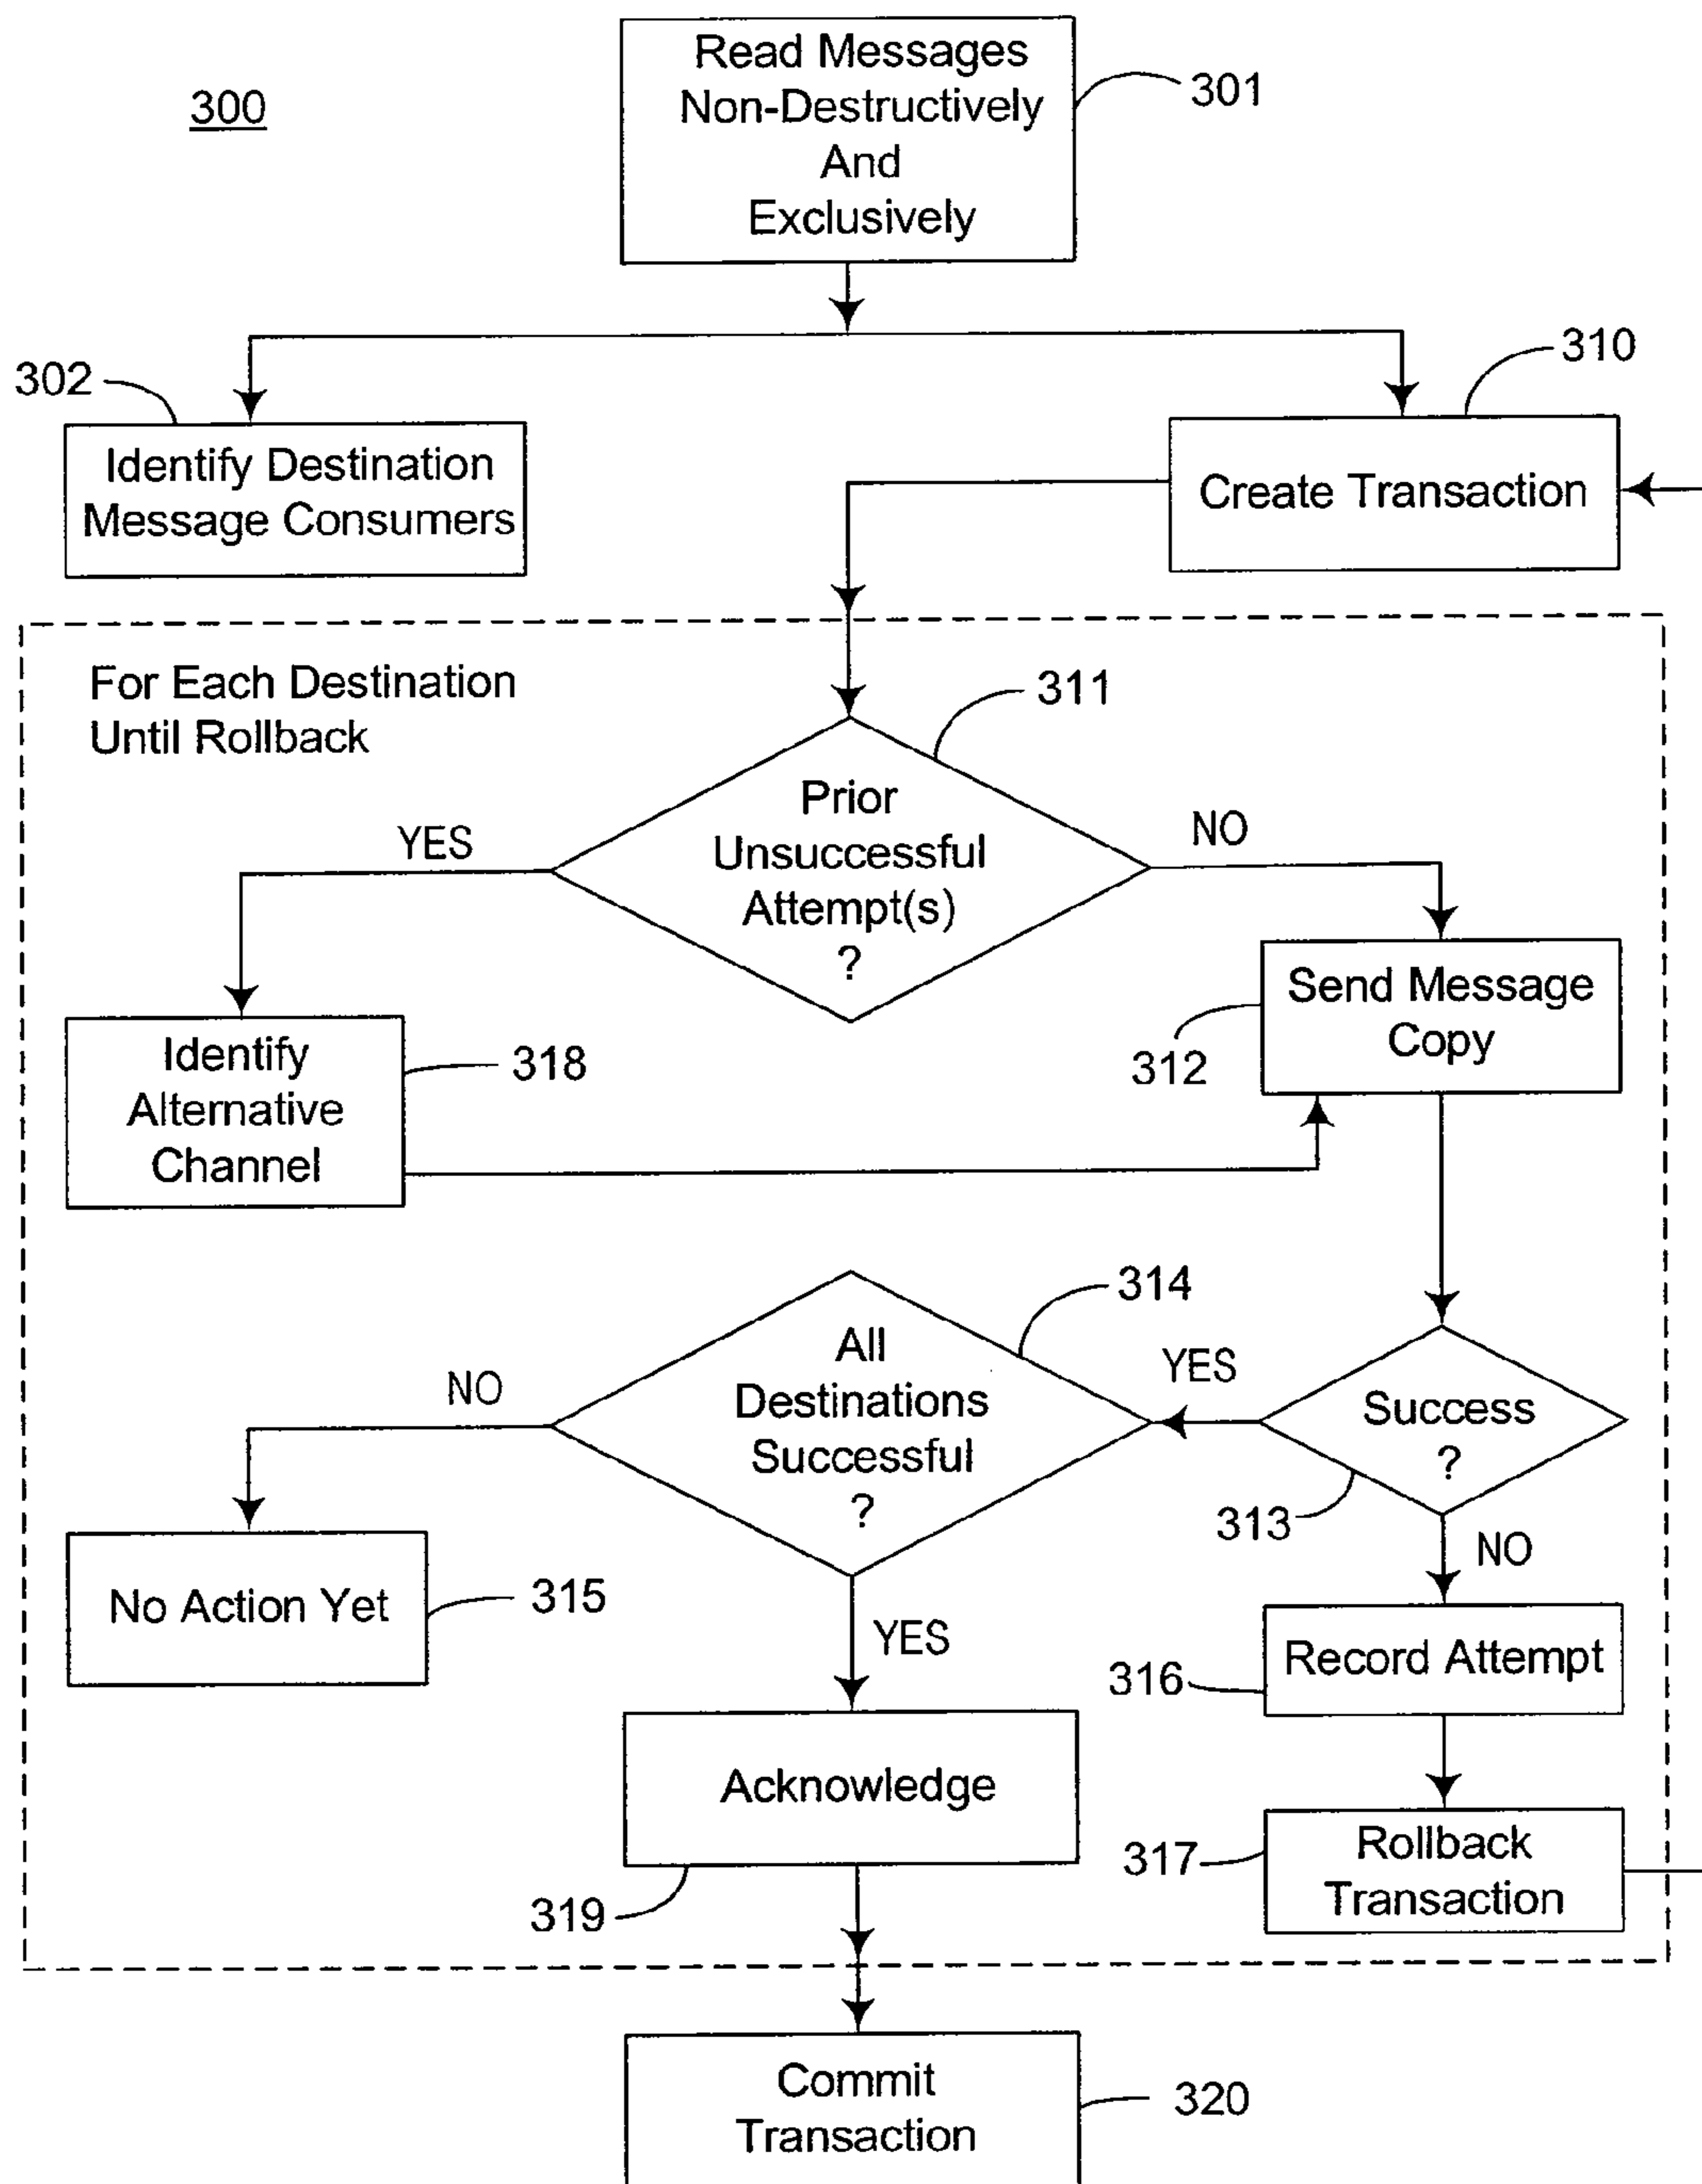 300
Read Messages
Non-Destructively
And
Exclusively
301
302
310
Identify Destination
Message Consumers
Create Transaction
For Each Destination
Until Rollback
311
Prior
Unsuccessful
Attempt(s)
?
YES
NO
Identify
Alternative
Channel
318
Send Message
Copy
312
314
All
Destinations
Successful
?
NO
YES
YES
Success
?
313
NO
No Action Yet
315
Record Attempt
316
Acknowledge
319
Rollback
Transaction
317
Commit
Transaction
320